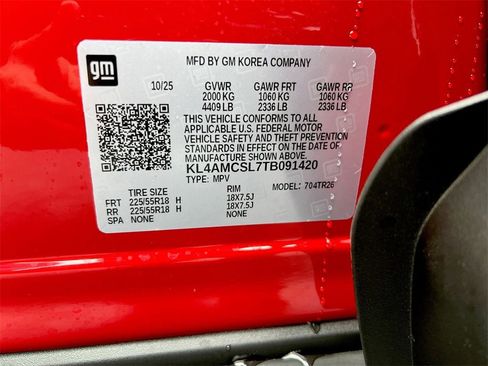 MFD BY GM KOREA COMPANY
gm
10/25 GVWR GAWR FRT GAWR RR
2000 KG 1060 KG 1060 KG
4409 LB 2336 LB 2336 LB
THIS VEHICLE CONFORMS TO ALL
APPLICABLE U.S. FEDERAL MOTOR
VEHICLE SAFETY AND THEFT PREVENTION
STANDARDS IN EFFECT ON THE DATE OF
MANUFACTURE SHOWN ABOVE.
KL4AMCSL7TB091420
TYPE: MPV MODEL: 704TR26
TIRE SIZE RIM
FRT 225/55R18 H 18X7.5J
RR 225/55R18 H 18X7.5J
SPA NONE NONE